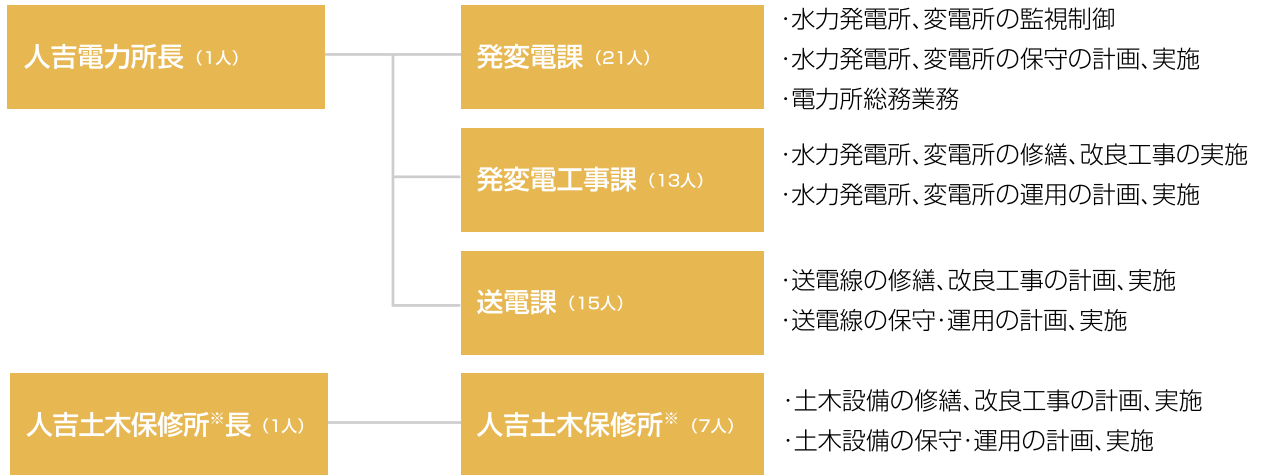 人吉電力所長（1人）
発変電課（21人）
・水力発電所、変電所の監視制御
・水力発電所、変電所の保守の計画、実施
・電力所総務業務
発変電工事課（13人）
・水力発電所、変電所の修繕、改良工事の実施
・水力発電所、変電所の運用の計画、実施
送電課（15人）
・送電線の修繕、改良工事の計画、実施
・送電線の保守・運用の計画、実施
人吉土木保修所※長（1人）
人吉土木保修所※（7人）
・土木設備の修繕、改良工事の計画、実施
・土木設備の保守・運用の計画、実施